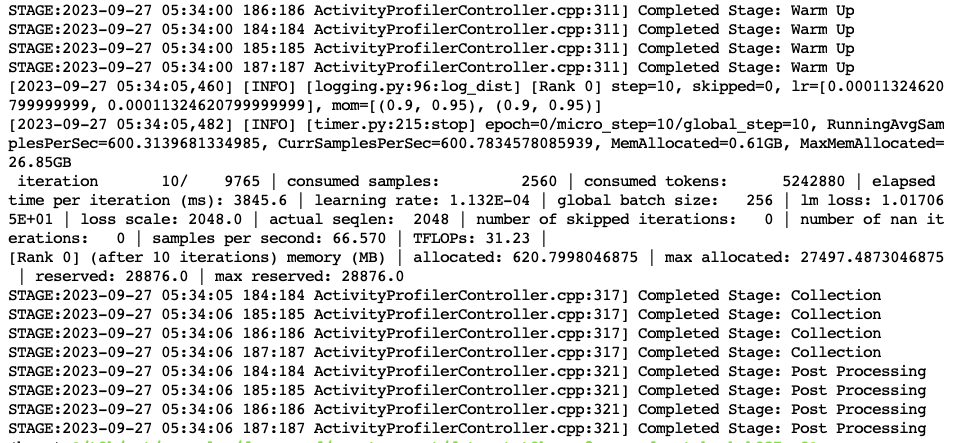 STAGE:2023-09-27 05:34:00 186:186 ActivityProfilerController.cpp:311] Completed Stage: Warm Up
STAGE:2023-09-27 05:34:00 184:184 ActivityProfilerController.cpp:311] Completed Stage: Warm Up
STAGE:2023-09-27 05:34:00 185:185 ActivityProfilerController.cpp:311] Completed Stage: Warm Up
STAGE:2023-09-27 05:34:00 187:187 ActivityProfilerController.cpp:311] Completed Stage: Warm Up
[2023-09-27 05:34:05,460] [INFO] [logging.py:96:log_dist] [Rank 0] step=10, skipped=0, lr=[0.00011324620
799999999, 0.00011324620799999999], mom=[(0.9, 0.95), (0.9, 0.95)]
[2023-09-27 05:34:05,482] [INFO] [timer.py:215:stop] epoch=0/micro_step=10/global_step=10, RunningAvgSam
plesPerSec=600.3139681334985, CurrSamplesPerSec=600.7834578085939, MemAllocated=0.61GB, MaxMemAllocated=
26.85GB
iteration 10/ 9765 | consumed samples: 2560 | consumed tokens: 5242880 | elapsed
time per iteration (ms): 3845.6 | learning rate: 1.132E-04 | global batch size: 256 | lm loss: 1.01706
5E+01 | loss scale: 2048.0 | actual seqlen: 2048 | number of skipped iterations: 0 | number of nan it
erations: 0 | samples per second: 66.570 | TFLOPs: 31.23 |
[Rank 0] (after 10 iterations) memory (MB) | allocated: 620.7998046875 | max allocated: 27497.4873046875
| reserved: 28876.0 | max reserved: 28876.0
STAGE:2023-09-27 05:34:05 184:184 ActivityProfilerController.cpp:317] Completed Stage: Collection
STAGE:2023-09-27 05:34:06 185:185 ActivityProfilerController.cpp:317] Completed Stage: Collection
STAGE:2023-09-27 05:34:06 186:186 ActivityProfilerController.cpp:317] Completed Stage: Collection
STAGE:2023-09-27 05:34:06 187:187 ActivityProfilerController.cpp:317] Completed Stage: Collection
STAGE:2023-09-27 05:34:06 184:184 ActivityProfilerController.cpp:321] Completed Stage: Post Processing
STAGE:2023-09-27 05:34:06 185:185 ActivityProfilerController.cpp:321] Completed Stage: Post Processing
STAGE:2023-09-27 05:34:06 186:186 ActivityProfilerController.cpp:321] Completed Stage: Post Processing
STAGE:2023-09-27 05:34:06 187:187 ActivityProfilerController.cpp:321] Completed Stage: Post Processing